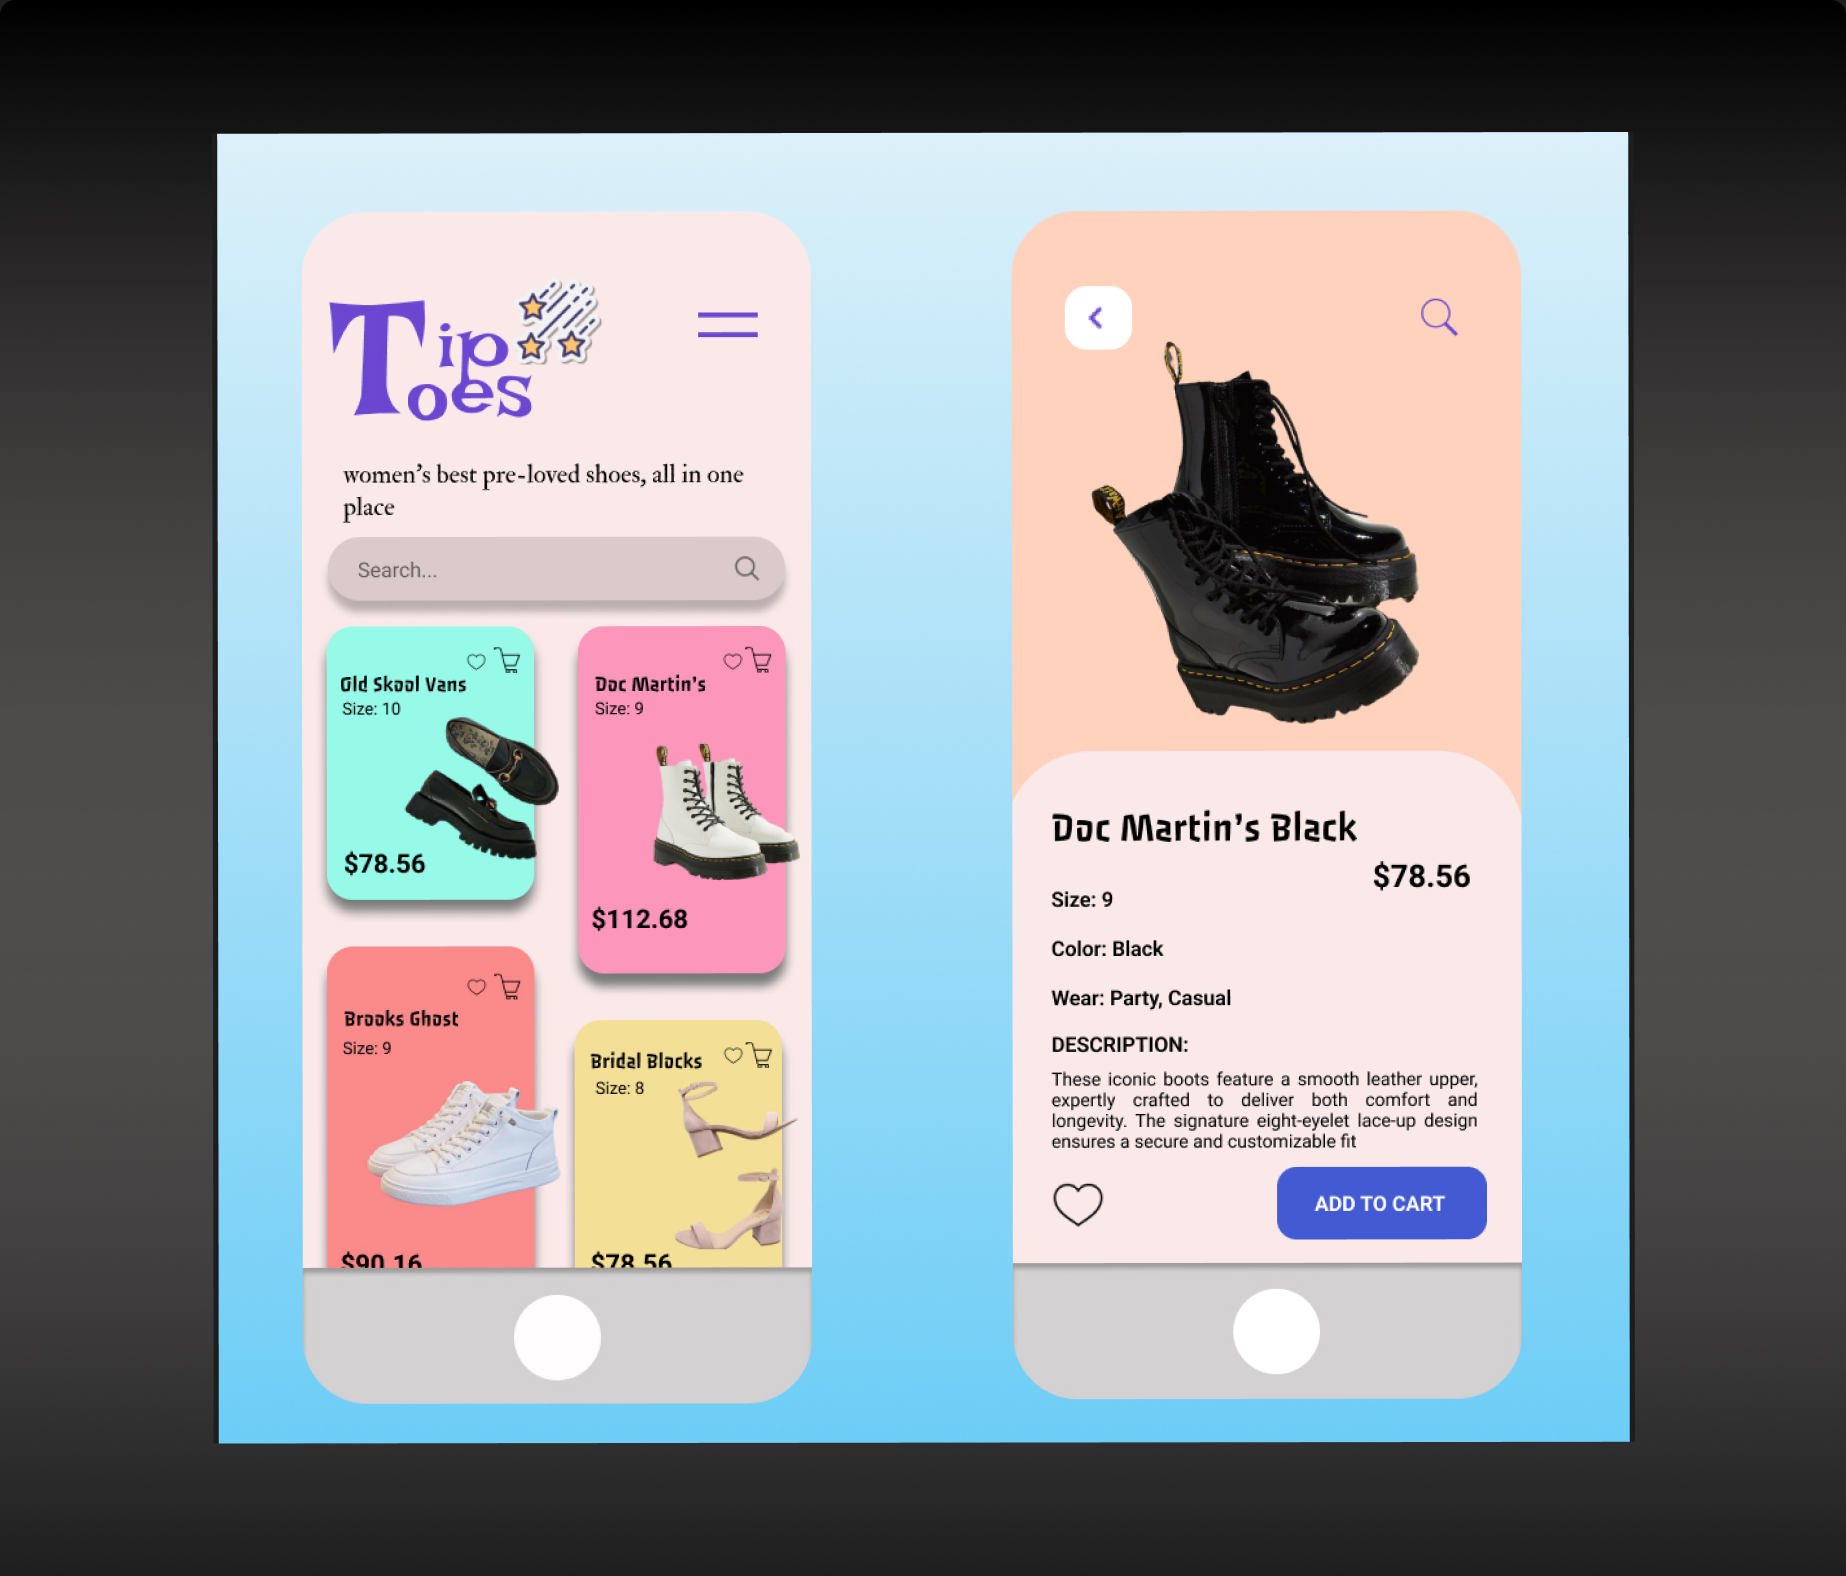 Tip
Toes
women's best pre-loved shoes, all in one
place
Search...
Old Skool Vans
Size: 10
$78.56
Doc Martin's
Size: 9
$112.68
Brooks Ghost
Size: 9
$90.16
Bridal Blocks
Size: 8
$78.56
Doc Martin's Black
$78.56
Size: 9
Color: Black
Wear: Party, Casual
DESCRIPTION:
These iconic boots feature a smooth leather upper,
expertly crafted to deliver both comfort and
longevity. The signature eight-eyelet lace-up design
ensures a secure and customizable fit
ADD TO CART